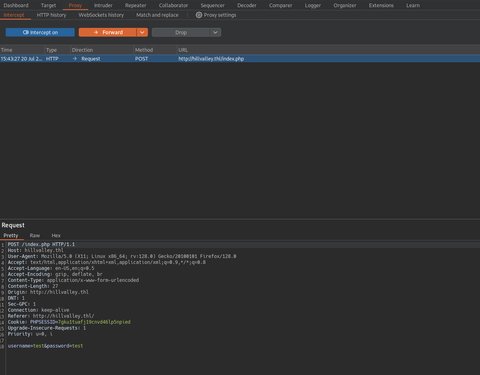 Dashboard Target Proxy Intruder Repeater Collaborator Sequencer Decoder Comparer Logger Organizer Extensions Learn
Intercept HTTP history WebSockets history Match and replace Proxy settings
Intercept on Forward Drop
Time Type Direction Method URL
15:43:27 20 Jul 2... HTTP → Request POST http://hillvalley.thl/index.php
Request
Pretty Raw Hex
1 POST /index.php HTTP/1.1
2 Host: hillvalley.thl
3 User-Agent: Mozilla/5.0 (X11; Linux x86_64; rv:128.0) Gecko/20100101 Firefox/128.0
4 Accept: text/html,application/xhtml+xml,application/xml;q=0.9,*/*;q=0.8
5 Accept-Language: en-US,en;q=0.5
6 Accept-Encoding: gzip, deflate, br
7 Content-Type: application/x-www-form-urlencoded
8 Content-Length: 27
9 Origin: http://hillvalley.thl
10 DNT: 1
11 Sec-GPC: 1
12 Connection: keep-alive
13 Referer: http://hillvalley.thl/
14 Cookie: PHPSESSID=
15 Upgrade-Insecure-Requests: 1
16 Priority: u=0, i
17
18 username=test&password=test